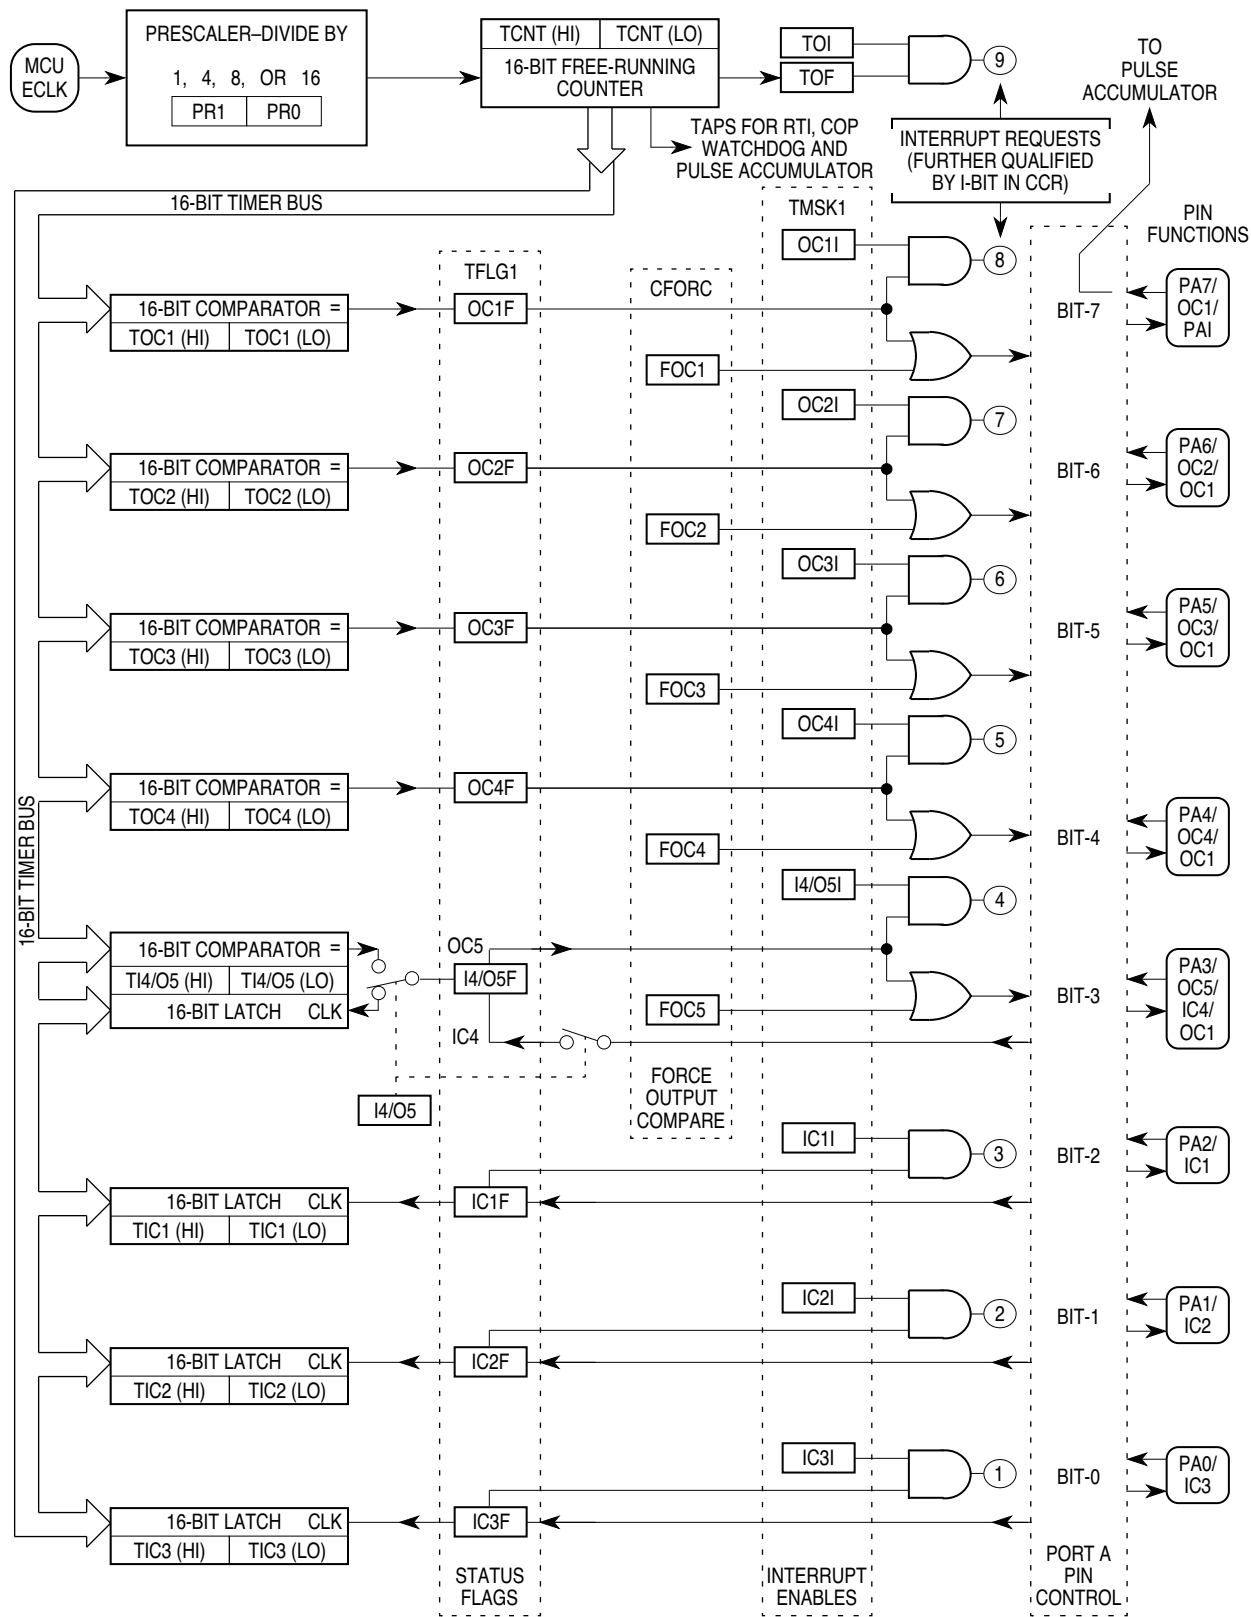 MCU
ECLK
PRESCALER–DIVIDE BY
1, 4, 8, OR 16
PR1 PR0
TCNT (HI) TCNT (LO)
16-BIT FREE-RUNNING
COUNTER
TOI
TOF
9
TO
PULSE
ACCUMULATOR
TAPS FOR RTI, COP
WATCHDOG AND
PULSE ACCUMULATOR
INTERRUPT REQUESTS
(FURTHER QUALIFIED
BY I-BIT IN CCR)
16-BIT TIMER BUS
16-BIT TIMER BUS
TFLG1
CFORC
TMSK1
PIN
FUNCTIONS
OC1I
8
16-BIT COMPARATOR =
TOC1 (HI) TOC1 (LO)
OC1F
FOC1
BIT-7
PA7/
OC1/
PAI
OC2I
7
16-BIT COMPARATOR =
TOC2 (HI) TOC2 (LO)
OC2F
FOC2
BIT-6
PA6/
OC2/
OC1
OC3I
6
16-BIT COMPARATOR =
TOC3 (HI) TOC3 (LO)
OC3F
FOC3
BIT-5
PA5/
OC3/
OC1
OC4I
5
16-BIT COMPARATOR =
TOC4 (HI) TOC4 (LO)
OC4F
FOC4
BIT-4
PA4/
OC4/
OC1
I4/O5I
4
16-BIT COMPARATOR =
TI4/O5 (HI) TI4/O5 (LO)
16-BIT LATCH CLK
OC5
I4/O5F
IC4
FOC5
BIT-3
PA3/
OC5/
IC4/
OC1
I4/O5
FORCE
OUTPUT
COMPARE
IC1I
3
BIT-2
PA2/
IC1
16-BIT LATCH CLK
TIC1 (HI) TIC1 (LO)
IC1F
IC2I
2
BIT-1
PA1/
IC2
16-BIT LATCH CLK
TIC2 (HI) TIC2 (LO)
IC2F
IC3I
1
BIT-0
PA0/
IC3
16-BIT LATCH CLK
TIC3 (HI) TIC3 (LO)
IC3F
STATUS
FLAGS
INTERRUPT
ENABLES
PORT A
PIN
CONTROL